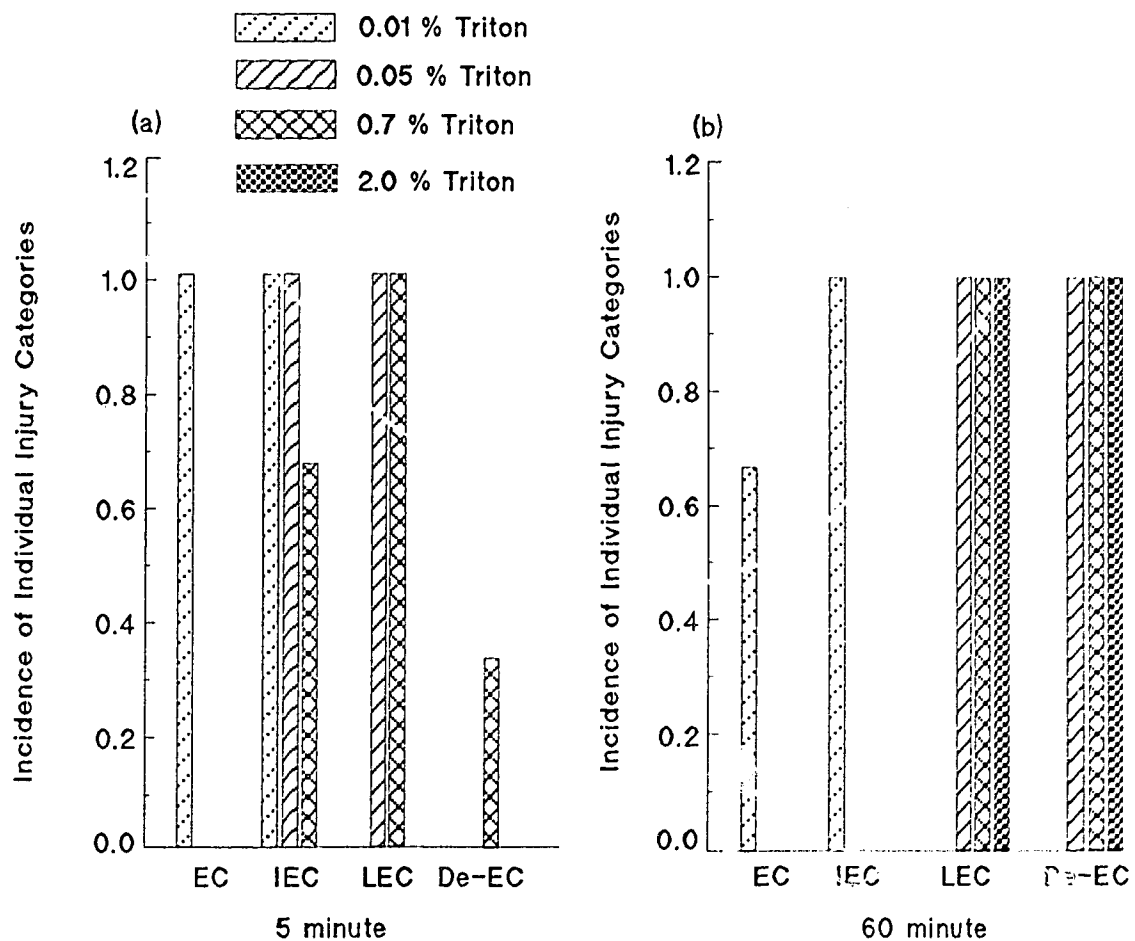 0.01 % Triton
0.05 % Triton
0.7 % Triton
2.0 % Triton
(a)
Incidence of Individual Injury Categories
1.2
1.0
0.8
0.6
0.4
0.2
0.0
EC IEC LEC De-EC
5 minute
(b)
Incidence of Individual Injury Categories
1.2
1.0
0.8
0.6
0.4
0.2
0.0
EC IEC LEC De-EC
60 minute